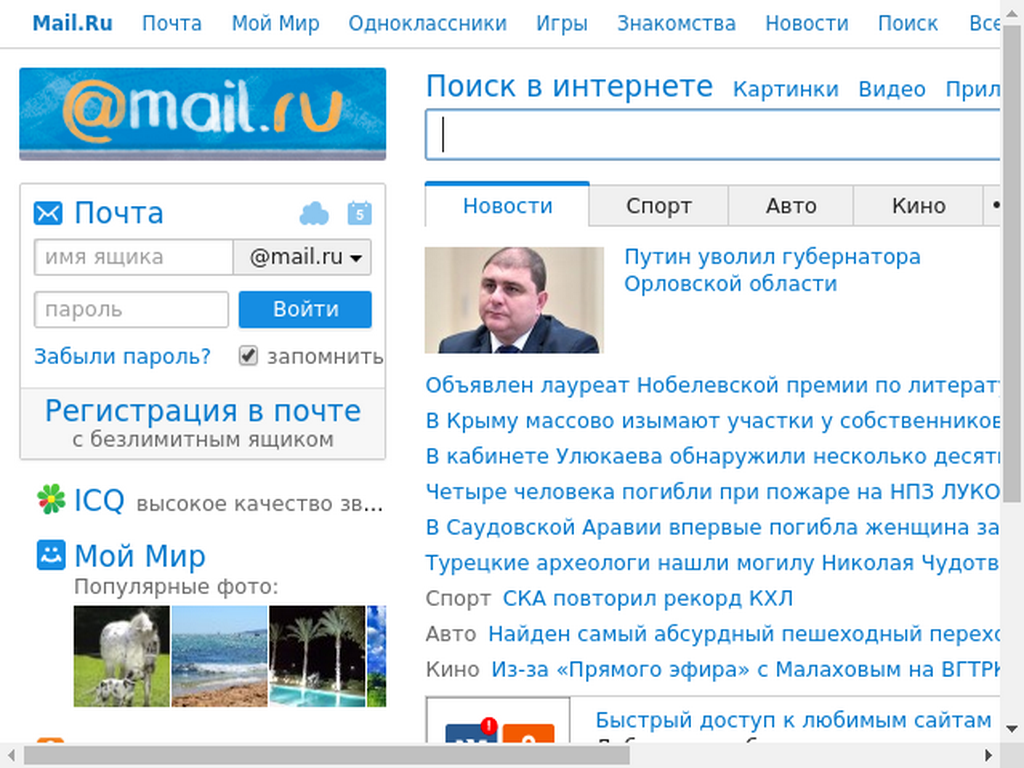 Mail.Ru Почта Мой Мир Одноклассники Игры Знакомства Новости Поиск Все
@mail.ru
Почта
5
имя ящика @mail.ru
пароль Войти
Забыли пароль? запомнить
Регистрация в почте
с безлимитным ящиком
ICQ высокое качество зв...
Мой Мир
Популярные фото:
Поиск в интернете Картинки Видео Прил
Новости Спорт Авто Кино
Путин уволил губернатора
Орловской области
Объявлен лауреат Нобелевской премии по литерат
В Крыму массово изымают участки у собственников
В кабинете Улюкаева обнаружили несколько десят
Четыре человека погибли при пожаре на НПЗ ЛУКО
В Саудовской Аравии впервые погибла женщина за
Турецкие археологи нашли могилу Николая Чудотв
Спорт СКА повторил рекорд КХЛ
Авто Найден самый абсурдный пешеходный перехо
Кино Из-за «Прямого эфира» с Малаховым на ВГТРК
Быстрый доступ к любимым сайтам